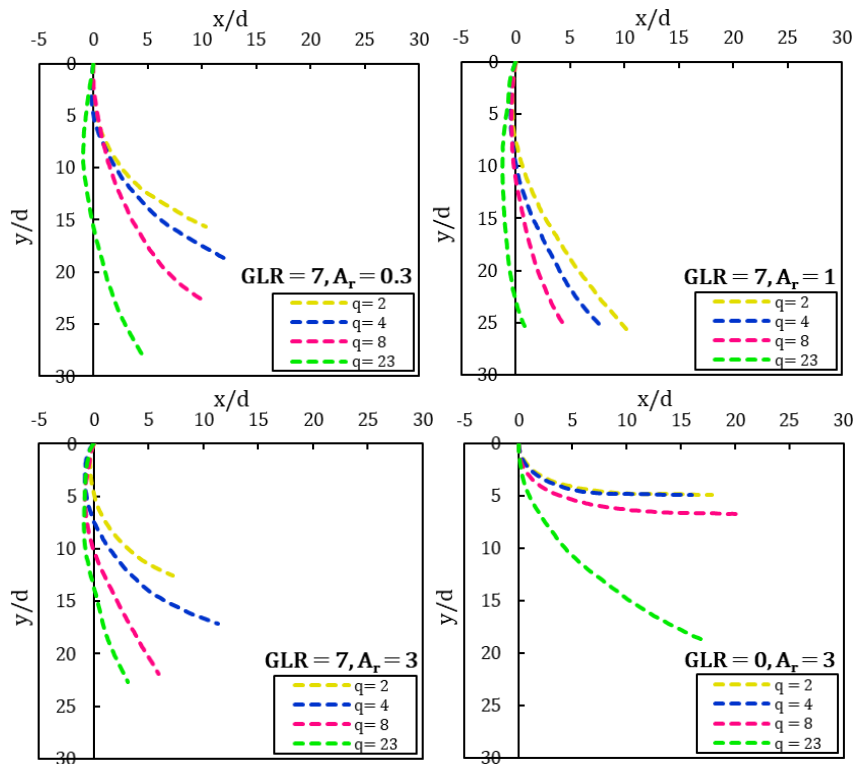 x/d
-5 0 5 10 15 20 25 30
0
5
10
15
20
25
30
y/d
GLR = 7, Aᵣ = 0.3
q= 2
q= 4
q= 8
q= 23
x/d
-5 0 5 10 15 20 25 30
0
5
10
15
20
25
30
y/d
GLR = 7, Aᵣ = 1
q= 2
q= 4
q= 8
q= 23
x/d
-5 0 5 10 15 20 25 30
0
5
10
15
20
25
30
y/d
GLR = 7, Aᵣ = 3
q= 2
q= 4
q= 8
q= 23
x/d
-5 0 5 10 15 20 25 30
0
5
10
15
20
25
30
y/d
GLR = 0, Aᵣ = 3
q= 2
q= 4
q= 8
q= 23